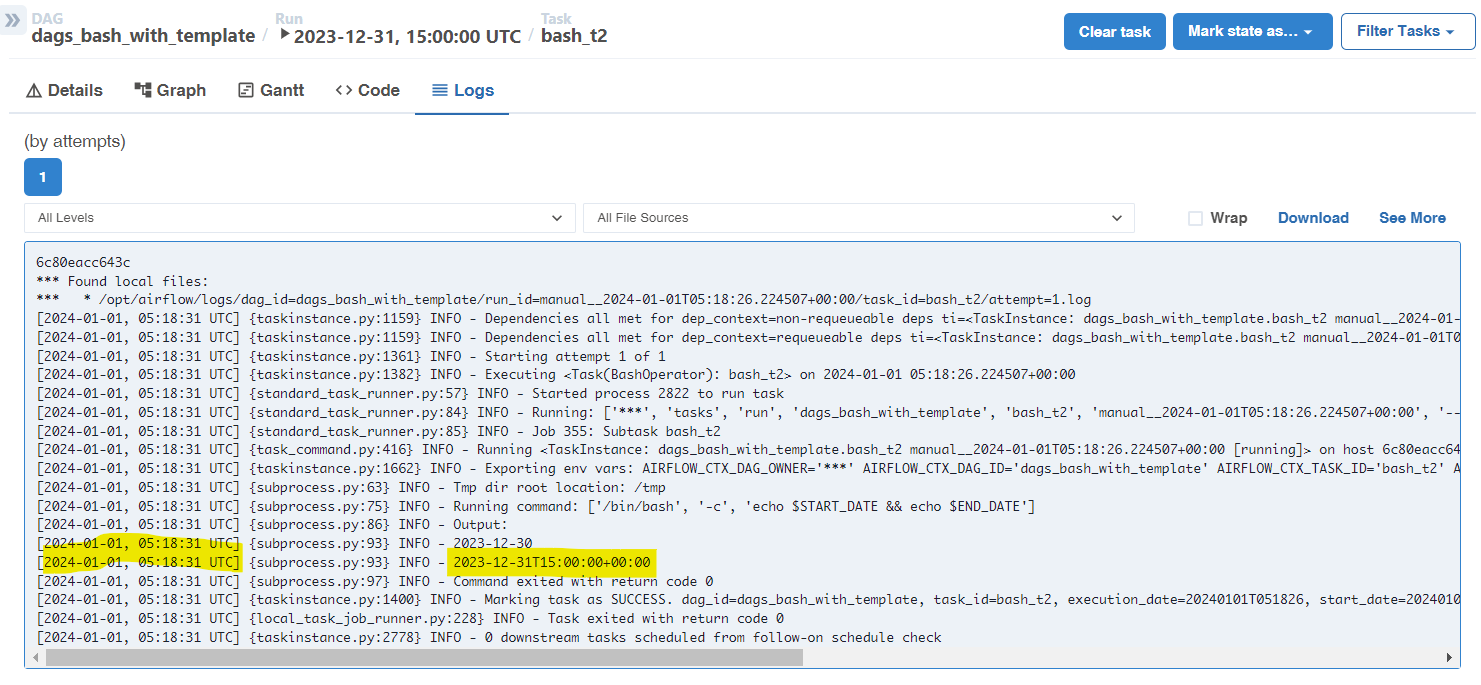 DAG Run Task
dags_bash_with_template / 2023-12-31, 15:00:00 UTC / bash_t2
Clear task Mark state as… Filter Tasks
Details Graph Gantt Code Logs
(by attempts)
1
All Levels All File Sources Wrap Download See More
6c80eacc643c
*** Found local files:
***   * /opt/airflow/logs/dag_id=dags_bash_with_template/run_id=manual__2024-01-01T05:18:26.224507+00:00/task_id=bash_t2/attempt=1.log
[2024-01-01, 05:18:31 UTC] {taskinstance.py:1159} INFO - Dependencies all met for dep_context=non-requeueable deps ti=<TaskInstance: dags_bash_with_template.bash_t2 manual__2024-01-
[2024-01-01, 05:18:31 UTC] {taskinstance.py:1159} INFO - Dependencies all met for dep_context=requeueable deps ti=<TaskInstance: dags_bash_with_template.bash_t2 manual__2024-01-01T0
[2024-01-01, 05:18:31 UTC] {taskinstance.py:1361} INFO - Starting attempt 1 of 1
[2024-01-01, 05:18:31 UTC] {taskinstance.py:1382} INFO - Executing <Task(BashOperator): bash_t2> on 2024-01-01 05:18:26.224507+00:00
[2024-01-01, 05:18:31 UTC] {standard_task_runner.py:57} INFO - Started process 2822 to run task
[2024-01-01, 05:18:31 UTC] {standard_task_runner.py:84} INFO - Running: ['***', 'tasks', 'run', 'dags_bash_with_template', 'bash_t2', 'manual__2024-01-01T05:18:26.224507+00:00', '--
[2024-01-01, 05:18:31 UTC] {standard_task_runner.py:85} INFO - Job 355: Subtask bash_t2
[2024-01-01, 05:18:31 UTC] {task_command.py:416} INFO - Running <TaskInstance: dags_bash_with_template.bash_t2 manual__2024-01-01T05:18:26.224507+00:00 [running]> on host 6c80eacc64
[2024-01-01, 05:18:31 UTC] {taskinstance.py:1662} INFO - Exporting env vars: AIRFLOW_CTX_DAG_OWNER='***' AIRFLOW_CTX_DAG_ID='dags_bash_with_template' AIRFLOW_CTX_TASK_ID='bash_t2' A
[2024-01-01, 05:18:31 UTC] {subprocess.py:63} INFO - Tmp dir root location: /tmp
[2024-01-01, 05:18:31 UTC] {subprocess.py:75} INFO - Running command: ['/bin/bash', '-c', 'echo $START_DATE && echo $END_DATE']
[2024-01-01, 05:18:31 UTC] {subprocess.py:86} INFO - Output:
[2024-01-01, 05:18:31 UTC] {subprocess.py:93} INFO - 2023-12-30
[2024-01-01, 05:18:31 UTC] {subprocess.py:93} INFO - 2023-12-31T15:00:00+00:00
[2024-01-01, 05:18:31 UTC] {subprocess.py:97} INFO - Command exited with return code 0
[2024-01-01, 05:18:31 UTC] {taskinstance.py:1400} INFO - Marking task as SUCCESS. dag_id=dags_bash_with_template, task_id=bash_t2, execution_date=20240101T051826, start_date=2024010
[2024-01-01, 05:18:31 UTC] {local_task_job_runner.py:228} INFO - Task exited with return code 0
[2024-01-01, 05:18:31 UTC] {taskinstance.py:2778} INFO - 0 downstream tasks scheduled from follow-on schedule check